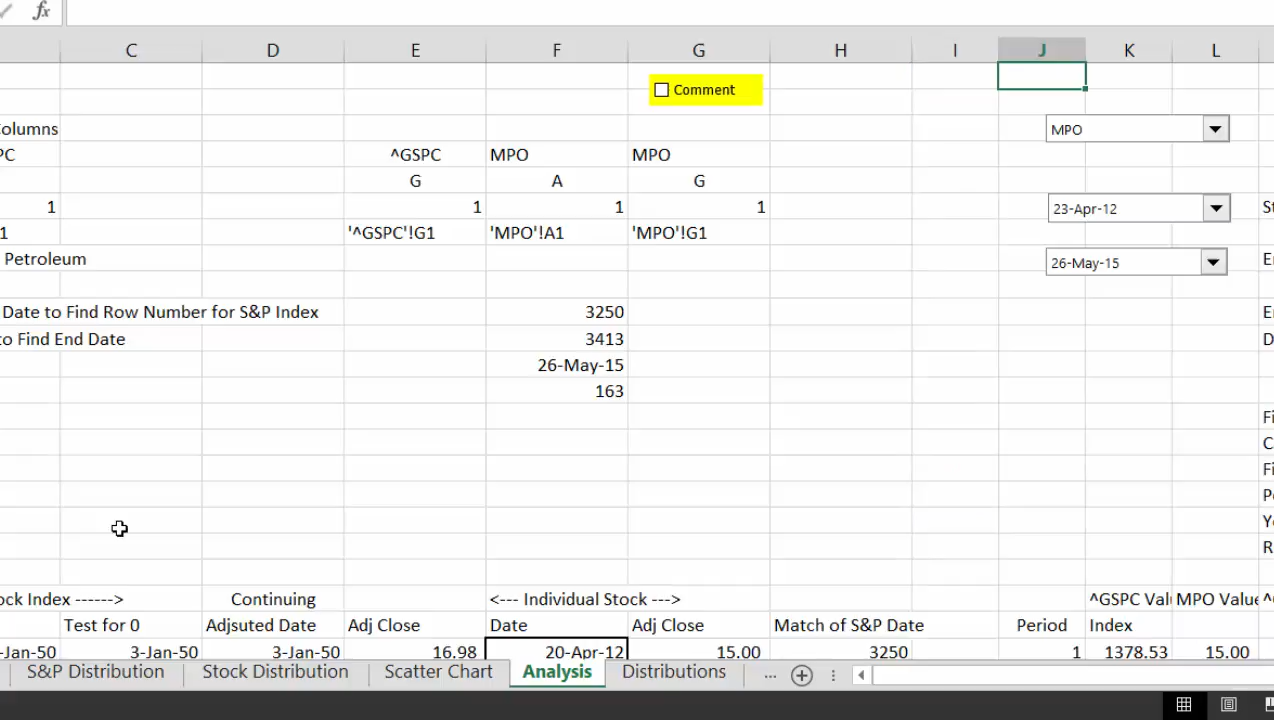 fx
C D E F G H I J K L
Comment
olumns MPO
PC ^GSPC MPO MPO
G A G
1 1 1 1 23-Apr-12 St
1 '^GSPC'!G1 'MPO'!A1 'MPO'!G1
Petroleum 26-May-15 E
Date to Find Row Number for S&P Index 3250 E
to Find End Date 3413 D
26-May-15
163
Fi
C
Fi
P
Y
R
ock Index ------> Continuing <--- Individual Stock ---> ^GSPC Val MPO Value ^
Test for 0 Adjsuted Date Adj Close Date Adj Close Match of S&P Date Period Index
-Jan-50 3-Jan-50 3-Jan-50 16.98 20-Apr-12 15.00 3250 1 1378.53 15.00
S&P Distribution Stock Distribution Scatter Chart Analysis Distributions ...